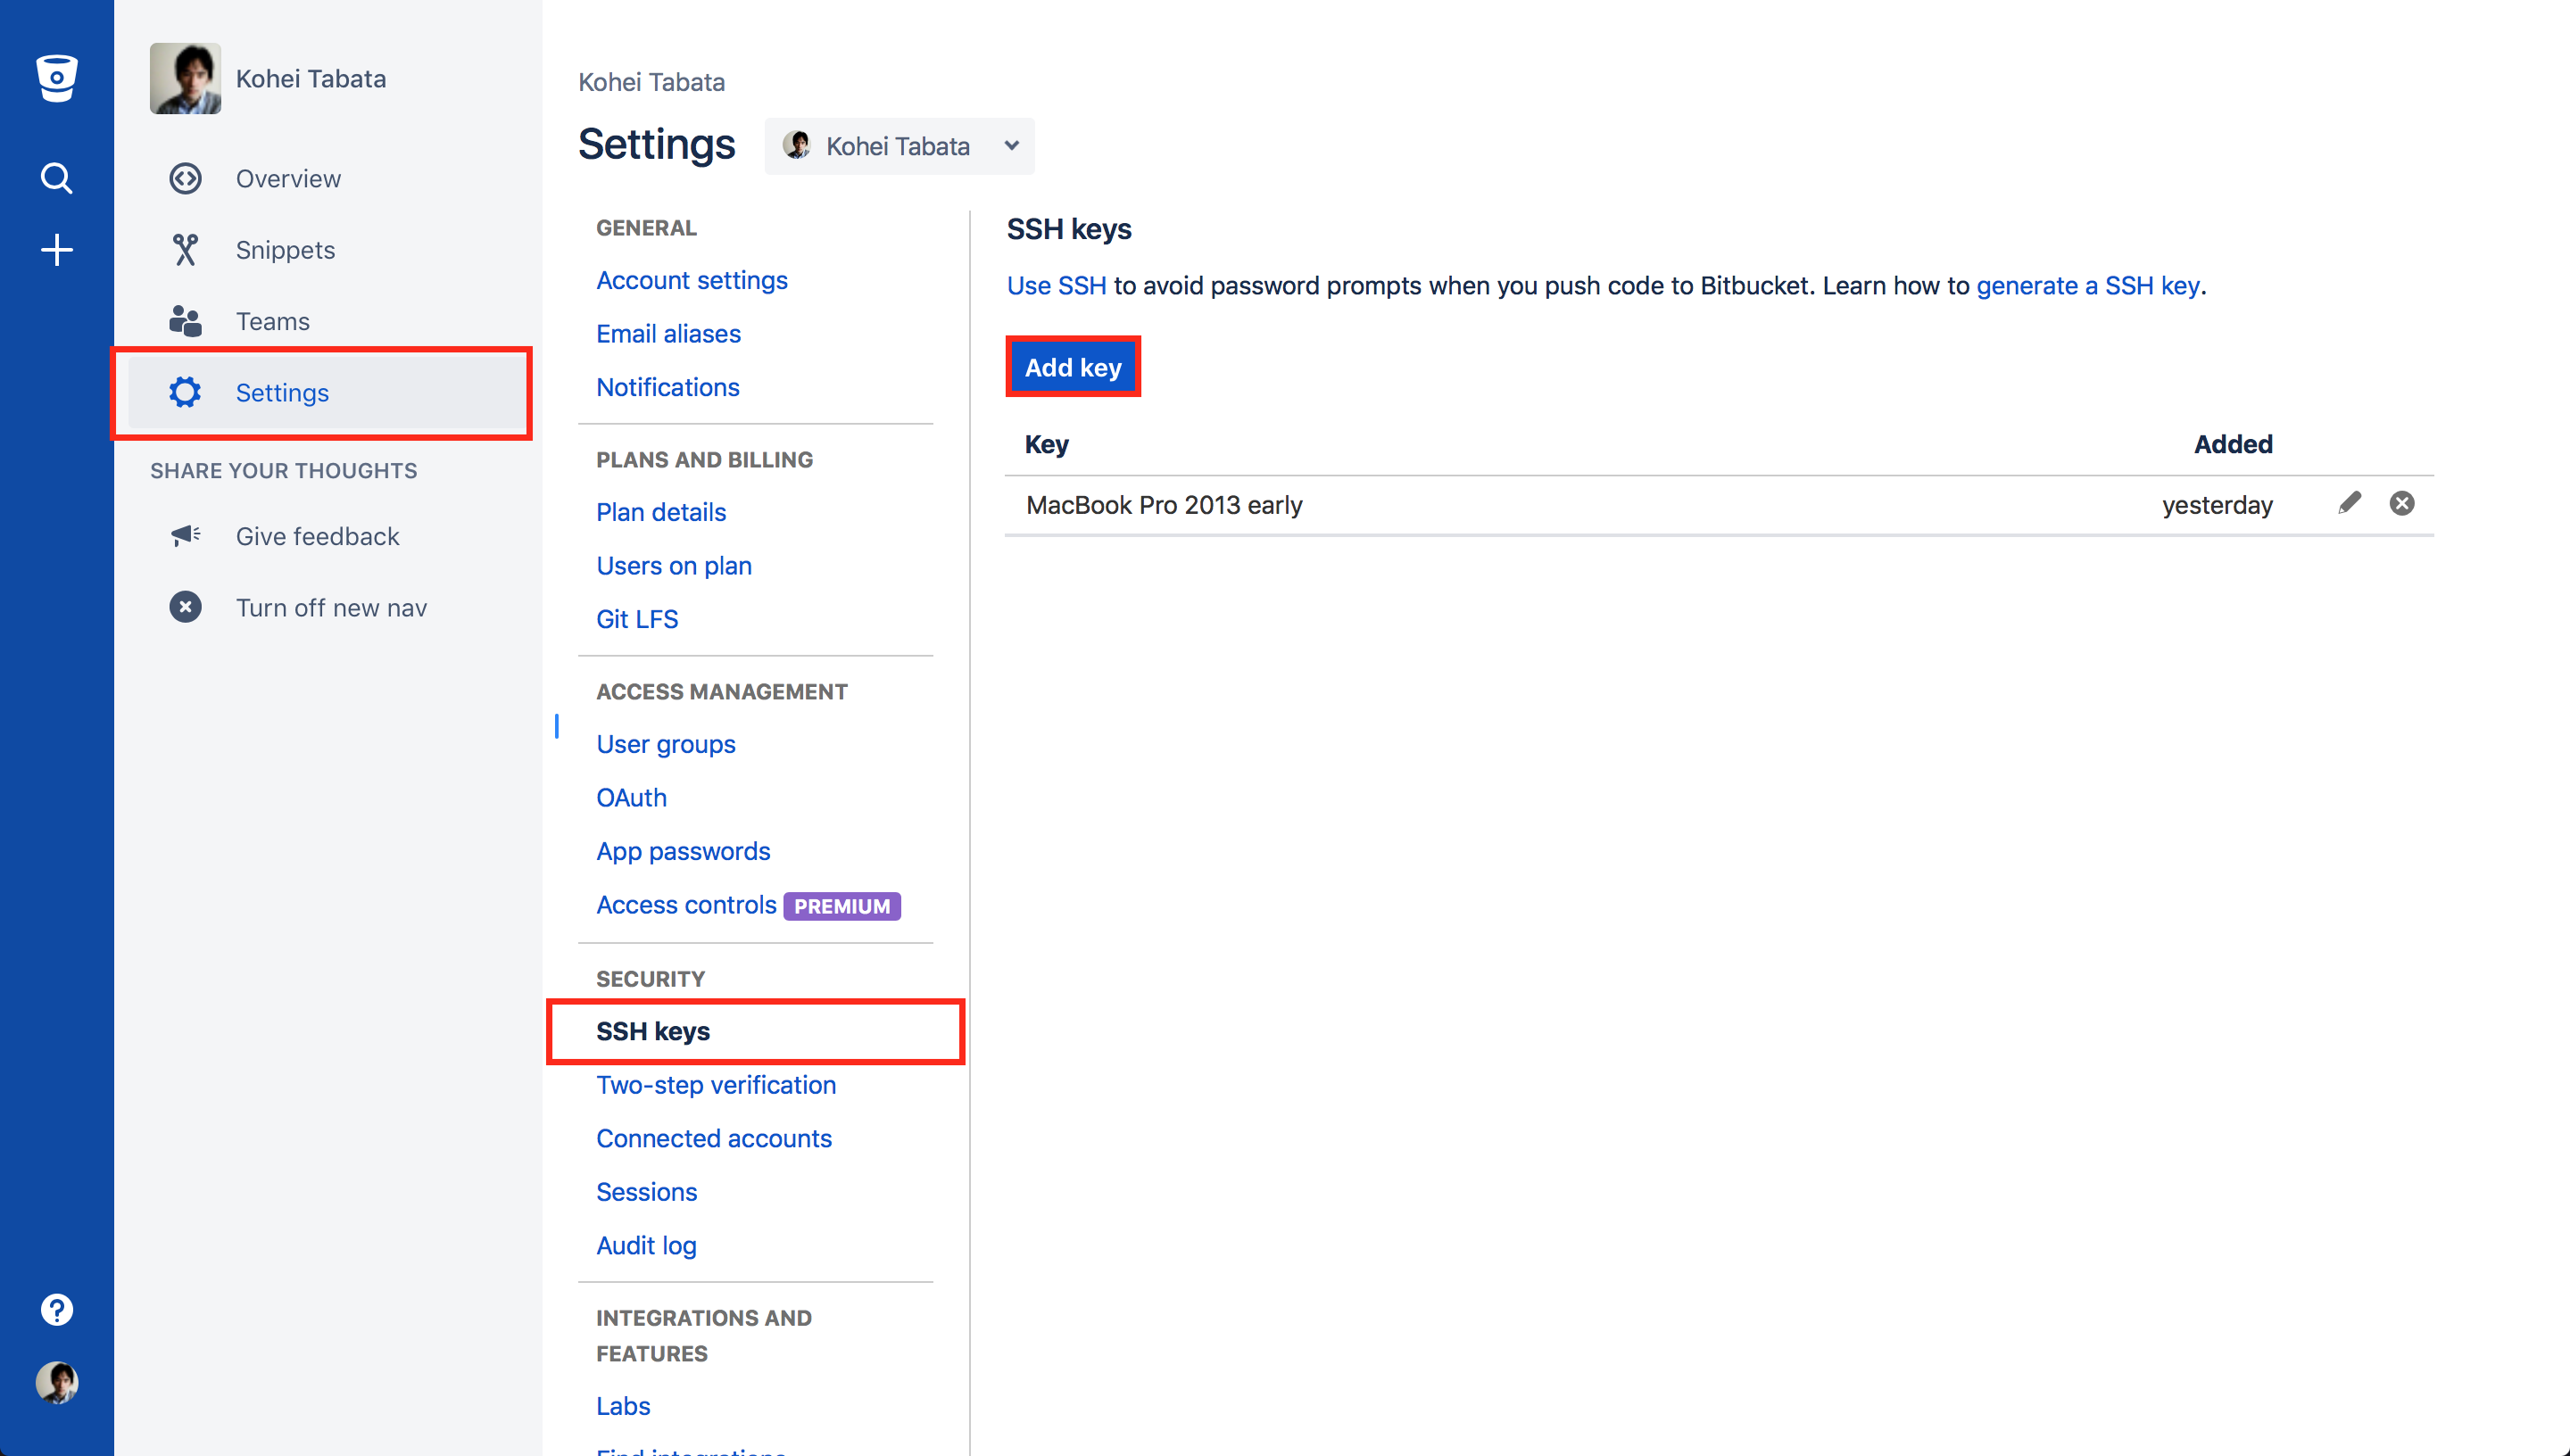 Kohei Tabata
Overview
Snippets
Teams
Settings
SHARE YOUR THOUGHTS
Give feedback
Turn off new nav
Kohei Tabata
Settings
Kohei Tabata
GENERAL
Account settings
Email aliases
Notifications
PLANS AND BILLING
Plan details
Users on plan
Git LFS
ACCESS MANAGEMENT
User groups
OAuth
App passwords
Access controls PREMIUM
SECURITY
SSH keys
Two-step verification
Connected accounts
Sessions
Audit log
INTEGRATIONS AND
FEATURES
Labs
Find integrations
SSH keys
Use SSH to avoid password prompts when you push code to Bitbucket. Learn how to generate a SSH key.
Add key
Key Added
MacBook Pro 2013 early yesterday